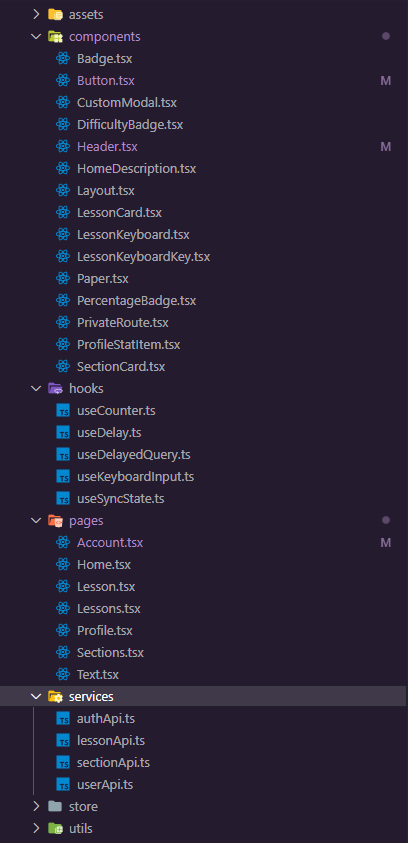 assets
components
Badge.tsx
Button.tsx M
CustomModal.tsx
DifficultyBadge.tsx
Header.tsx M
HomeDescription.tsx
Layout.tsx
LessonCard.tsx
LessonKeyboard.tsx
LessonKeyboardKey.tsx
Paper.tsx
PercentageBadge.tsx
PrivateRoute.tsx
ProfileStatItem.tsx
SectionCard.tsx
hooks
TS useCounter.ts
TS useDelay.ts
TS useDelayedQuery.ts
TS useKeyboardInput.ts
TS useSyncState.ts
pages
Account.tsx M
Home.tsx
Lesson.tsx
Lessons.tsx
Profile.tsx
Sections.tsx
Text.tsx
services
TS authApi.ts
TS lessonApi.ts
TS sectionApi.ts
TS userApi.ts
store
utils